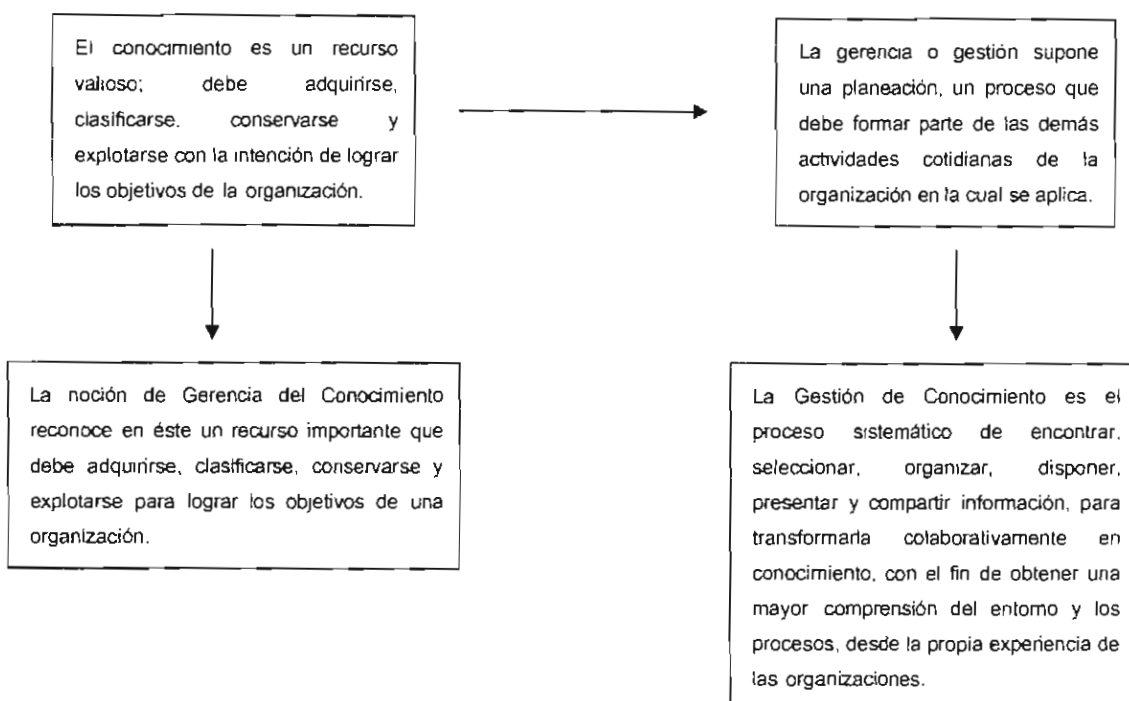 El conocimiento es un recurso
valioso; debe adquirirse,
clasificarse, conservarse y
explotarse con la intención de lograr
los objetivos de la organización.
La gerencia o gestión supone
una planeación, un proceso que
debe formar parte de las demás
actividades cotidianas de la
organización en la cual se aplica.
La noción de Gerencia del Conocimiento
reconoce en éste un recurso importante que
debe adquirirse, clasificarse, conservarse y
explotarse para lograr los objetivos de una
organización.
La Gestión de Conocimiento es el
proceso sistemático de encontrar,
seleccionar, organizar, disponer,
presentar y compartir información, para
transformarla colaborativamente en
conocimiento, con el fin de obtener una
mayor comprensión del entorno y los
procesos, desde la propia experiencia de
las organizaciones.